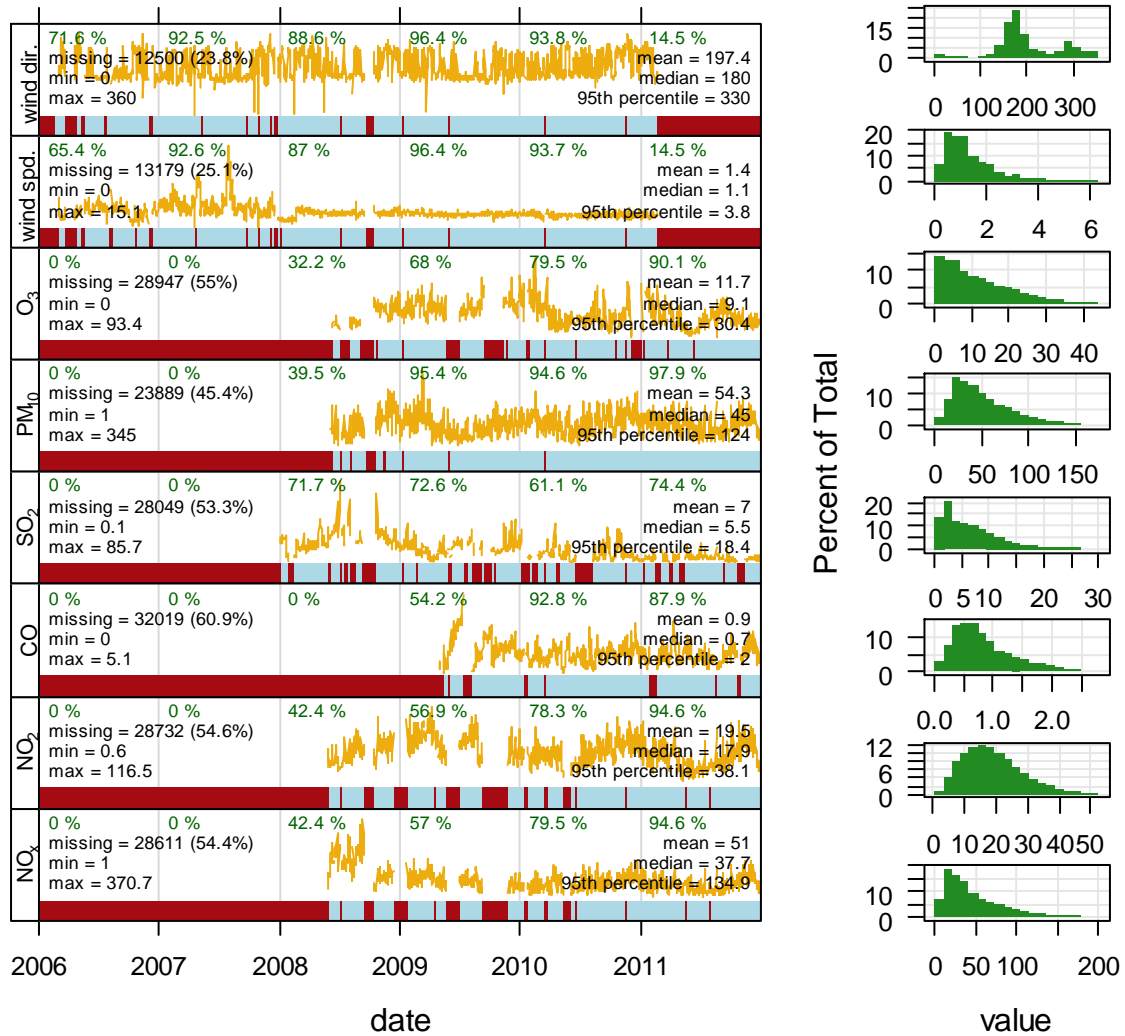 wind dir.
71.6 % 92.5 % 88.6 % 96.4 % 93.8 % 14.5 %
missing = 12500 (23.8%) mean = 197.4
min = 0 median = 180
max = 360 95th percentile = 330
wind spd.
65.4 % 92.6 % 87 % 96.4 % 93.7 % 14.5 %
missing = 13179 (25.1%) mean = 1.4
min = 0 median = 1.1
max = 15.1 95th percentile = 3.8
O3
0 % 0 % 32.2 % 68 % 79.5 % 90.1 %
missing = 28947 (55%) mean = 11.7
min = 0 median = 9.1
max = 93.4 95th percentile = 30.4
PM10
0 % 0 % 39.5 % 95.4 % 94.6 % 97.9 %
missing = 23889 (45.4%) mean = 54.3
min = 1 median = 45
max = 345 95th percentile = 124
SO2
0 % 0 % 71.7 % 72.6 % 61.1 % 74.4 %
missing = 28049 (53.3%) mean = 7
min = 0.1 median = 5.5
max = 85.7 95th percentile = 18.4
CO
0 % 0 % 0 % 54.2 % 92.8 % 87.9 %
missing = 32019 (60.9%) mean = 0.9
min = 0 median = 0.7
max = 5.1 95th percentile = 2
NO2
0 % 0 % 42.4 % 56.9 % 78.3 % 94.6 %
missing = 28732 (54.6%) mean = 19.5
min = 0.6 median = 17.9
max = 116.5 95th percentile = 38.1
NOx
0 % 0 % 42.4 % 57 % 79.5 % 94.6 %
missing = 28611 (54.4%) mean = 51
min = 1 median = 37.7
max = 370.7 95th percentile = 134.9
2006 2007 2008 2009 2010 2011
date
Percent of Total
15
5
0
0 100 200 300
20
10
0
0 2 4 6
10
0
0 10 20 30 40
10
0
50 100 150
20
10
0
0 5 10 20 30
10
0
0.0 1.0 2.0
12
6
3
0
0 10 20 30 40 50
10
0
0 50 100 200
value